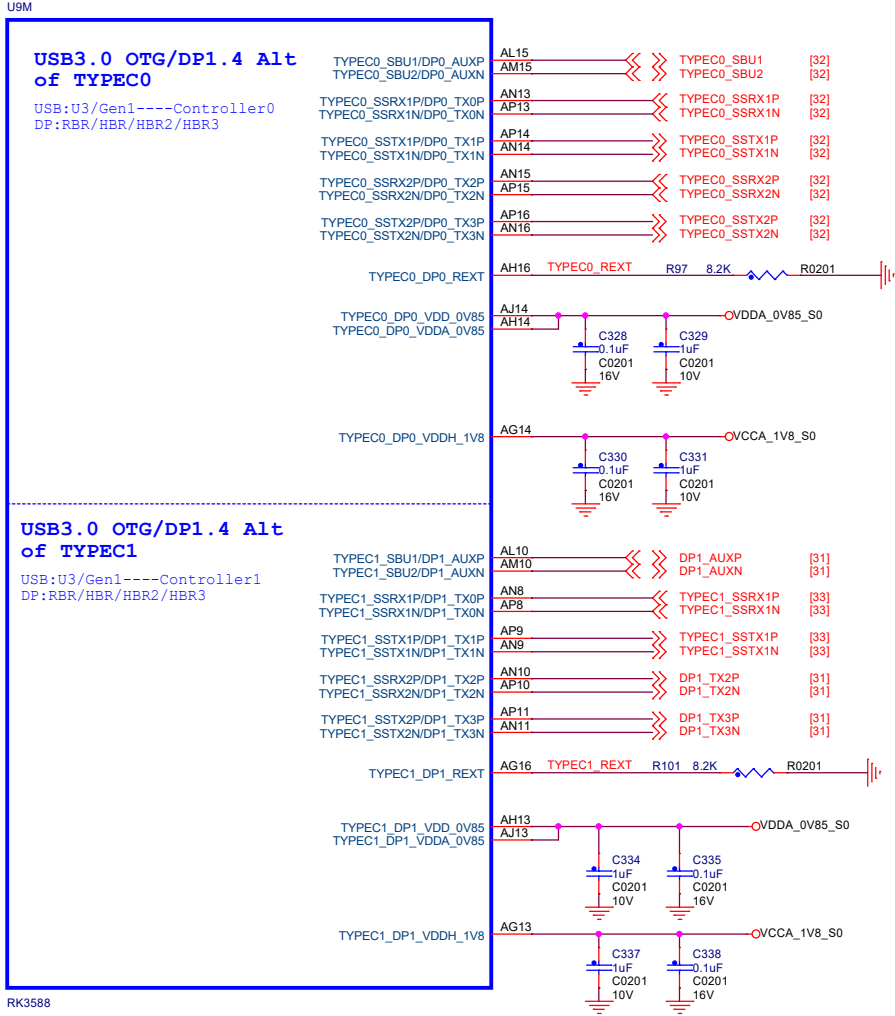 U9M
USB3.0 OTG/DP1.4 Alt
of TYPEC0
USB:U3/Gen1----Controller0
DP:RBR/HBR/HBR2/HBR3
TYPEC0_SBU1/DP0_AUXP AL15 TYPEC0_SBU1 [32]
TYPEC0_SBU2/DP0_AUXN AM15 TYPEC0_SBU2 [32]
TYPEC0_SSRX1P/DP0_TX0P AN13 TYPEC0_SSRX1P [32]
TYPEC0_SSRX1N/DP0_TX0N AP13 TYPEC0_SSRX1N [32]
TYPEC0_SSTX1P/DP0_TX1P AP14 TYPEC0_SSTX1P [32]
TYPEC0_SSTX1N/DP0_TX1N AN14 TYPEC0_SSTX1N [32]
TYPEC0_SSRX2P/DP0_TX2P AN15 TYPEC0_SSRX2P [32]
TYPEC0_SSRX2N/DP0_TX2N AP15 TYPEC0_SSRX2N [32]
TYPEC0_SSTX2P/DP0_TX3P AP16 TYPEC0_SSTX2P [32]
TYPEC0_SSTX2N/DP0_TX3N AN16 TYPEC0_SSTX2N [32]
TYPEC0_DP0_REXT AH16 TYPEC0_REXT R97 8.2K R0201
TYPEC0_DP0_VDD_0V85 AJ14 VDDA_0V85_S0
TYPEC0_DP0_VDDA_0V85 AH14
C328 C329
0.1uF 1uF
C0201 C0201
16V 10V
TYPEC0_DP0_VDDH_1V8 AG14 VCCA_1V8_S0
C330 C331
0.1uF 1uF
C0201 C0201
16V 10V
USB3.0 OTG/DP1.4 Alt
of TYPEC1
USB:U3/Gen1----Controller1
DP:RBR/HBR/HBR2/HBR3
TYPEC1_SBU1/DP1_AUXP AL10 DP1_AUXP [31]
TYPEC1_SBU2/DP1_AUXN AM10 DP1_AUXN [31]
TYPEC1_SSRX1P/DP1_TX0P AN8 TYPEC1_SSRX1P [33]
TYPEC1_SSRX1N/DP1_TX0N AP8 TYPEC1_SSRX1N [33]
TYPEC1_SSTX1P/DP1_TX1P AP9 TYPEC1_SSTX1P [33]
TYPEC1_SSTX1N/DP1_TX1N AN9 TYPEC1_SSTX1N [33]
TYPEC1_SSRX2P/DP1_TX2P AN10 DP1_TX2P [31]
TYPEC1_SSRX2N/DP1_TX2N AP10 DP1_TX2N [31]
TYPEC1_SSTX2P/DP1_TX3P AP11 DP1_TX3P [31]
TYPEC1_SSTX2N/DP1_TX3N AN11 DP1_TX3N [31]
TYPEC1_DP1_REXT AG16 TYPEC1_REXT R101 8.2K R0201
TYPEC1_DP1_VDD_0V85 AH13 VDDA_0V85_S0
TYPEC1_DP1_VDDA_0V85 AJ13
C334 C335
1uF 0.1uF
C0201 C0201
10V 16V
TYPEC1_DP1_VDDH_1V8 AG13 VCCA_1V8_S0
C337 C338
1uF 0.1uF
C0201 C0201
10V 16V
RK3588